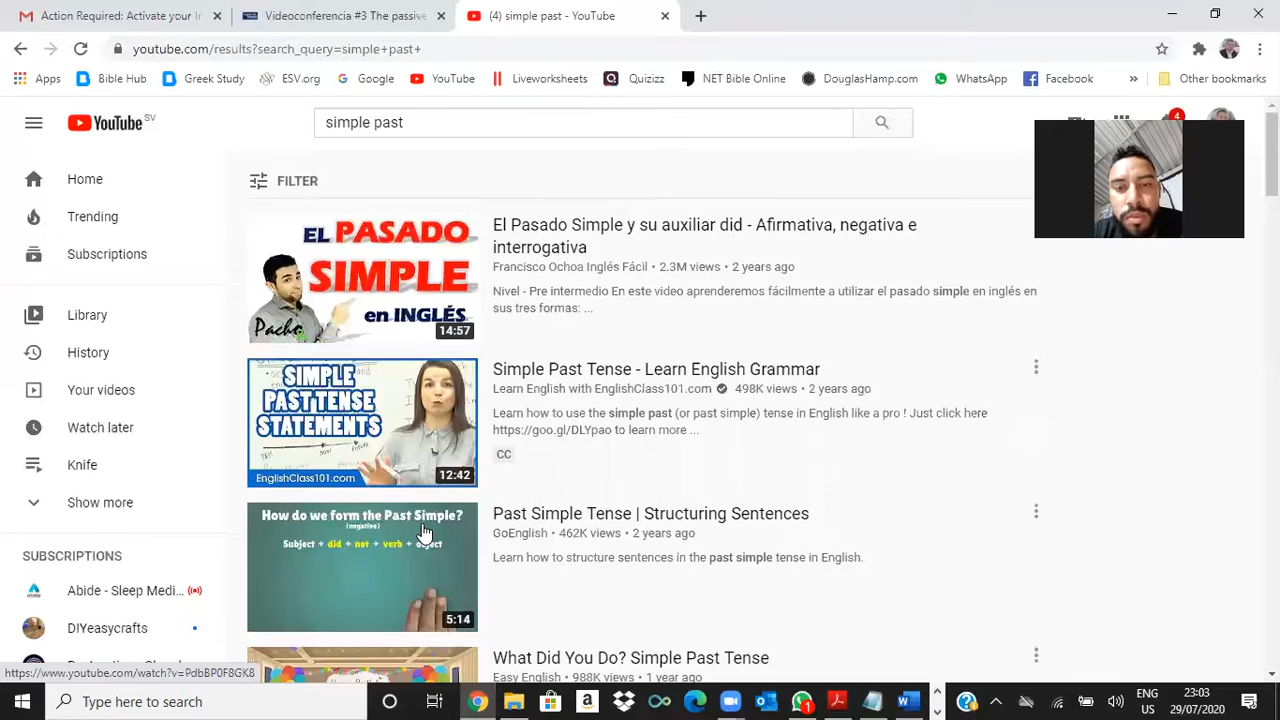 Action Required: Activate your
Videoconferencia #3 The passive
(4) simple past - YouTube
youtube.com/results?search_query=simple+past+
Apps
Bible Hub
Greek Study
ESV.org
Google
YouTube
Liveworksheets
Quizizz
NET Bible Online
DouglasHamp.com
WhatsApp
Facebook
»
Other bookmarks
YouTube SV
simple past
4
Home
Trending
Subscriptions
Library
History
Your videos
Watch later
Knife
Show more
SUBSCRIPTIONS
Abide - Sleep Medi...
DIYeasycrafts
FILTER
EL PASADO
SIMPLE
en INGLÉS
Pacho
14:57
El Pasado Simple y su auxiliar did - Afirmativa, negativa e
interrogativa
Francisco Ochoa Inglés Fácil • 2.3M views • 2 years ago
Nivel - Pre intermedio En este video aprenderemos fácilmente a utilizar el pasado simple en inglés en
sus tres formas: ...
SIMPLE
PAST TENSE
STATEMENTS
EnglishClass101.com
12:42
Simple Past Tense - Learn English Grammar
Learn English with EnglishClass101.com 498K views • 2 years ago
Learn how to use the simple past (or past simple) tense in English like a pro ! Just click here
https://goo.gl/DLYpao to learn more ...
CC
How do we form the Past Simple?
(negative)
Subject + did + not + verb + object
5:14
Past Simple Tense | Structuring Sentences
GoEnglish • 462K views • 2 years ago
Learn how to structure sentences in the past simple tense in English.
What Did You Do? Simple Past Tense
Easy English • 988K views • 1 year ago
https://www.youtube.com/watch?v=PdbBP0F8GK8
Type here to search
1
ENG
US
23:03
29/07/2020